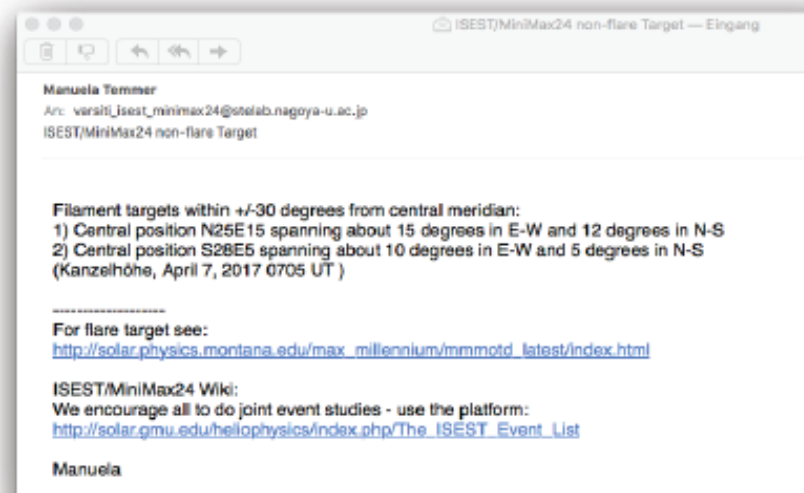 ISEST/MiniMax24 non-flare Target — Eingang
Manuela Temmer
An: varsiti_isest_minimax24@stelab.nagoya-u.ac.jp
ISEST/MiniMax24 non-flare Target
Filament targets within +/-30 degrees from central meridian:
1) Central position N25E15 spanning about 15 degrees in E-W and 12 degrees in N-S
2) Central position S28E5 spanning about 10 degrees in E-W and 5 degrees in N-S
(Kanzelhöhe, April 7, 2017 0705 UT )
-------------------
For flare target see:
http://solar.physics.montana.edu/max_millennium/mmmotd_latest/index.html
ISEST/MiniMax24 Wiki:
We encourage all to do joint event studies - use the platform:
http://solar.gmu.edu/heliophysics/index.php/The_ISEST_Event_List
Manuela